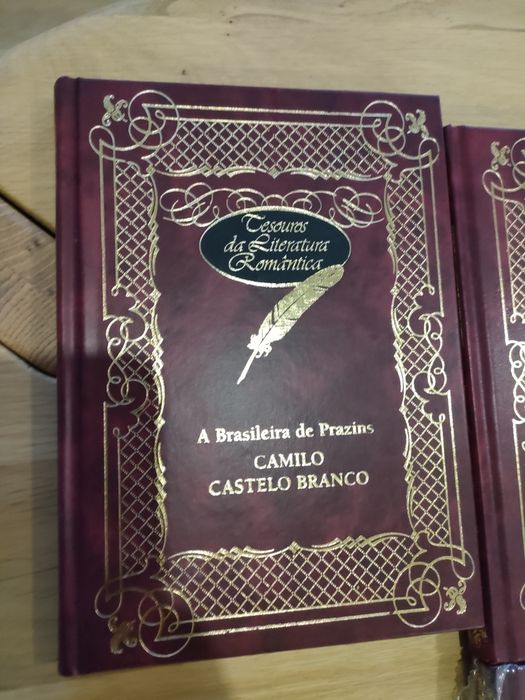 Tesouros
da Literatura
Romântica
A Brasileira de Prazins
CAMILO
CASTELO BRANCO